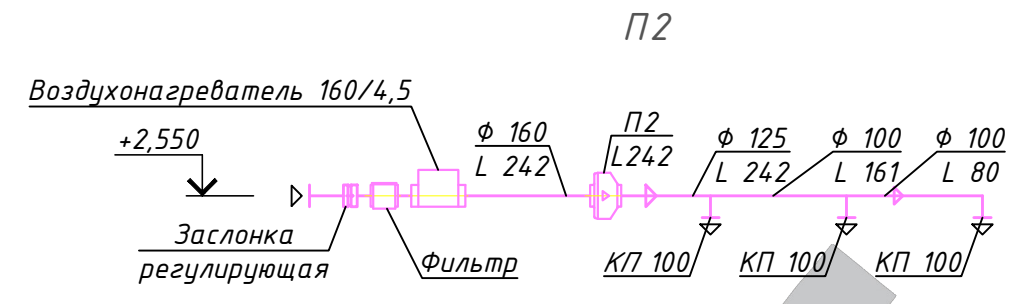 П2
Воздухонагреватель 160/4,5
+2,550
Ф 160
L 242
П2
L242
Ф 125
L 242
Ф 100
L 161
Ф 100
L 80
Заслонка
регулирующая
Фильтр
КП 100
КП 100
КП 100